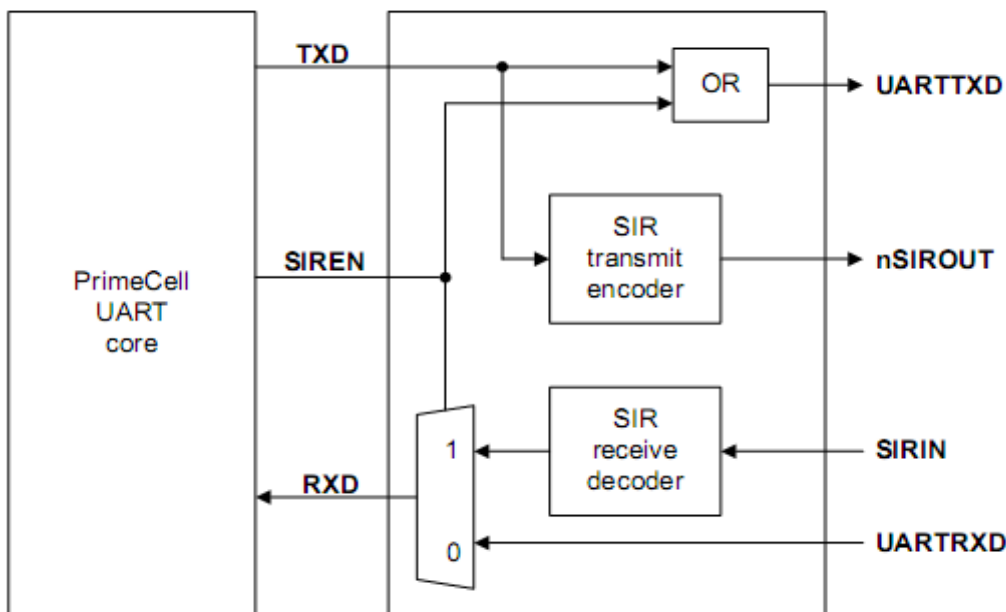 TXD
OR
UARTTXD
SIR
transmit
encoder
nSIROUT
SIREN
PrimeCell
UART
core
SIR
receive
decoder
1
SIRIN
RXD
0
UARTRXD